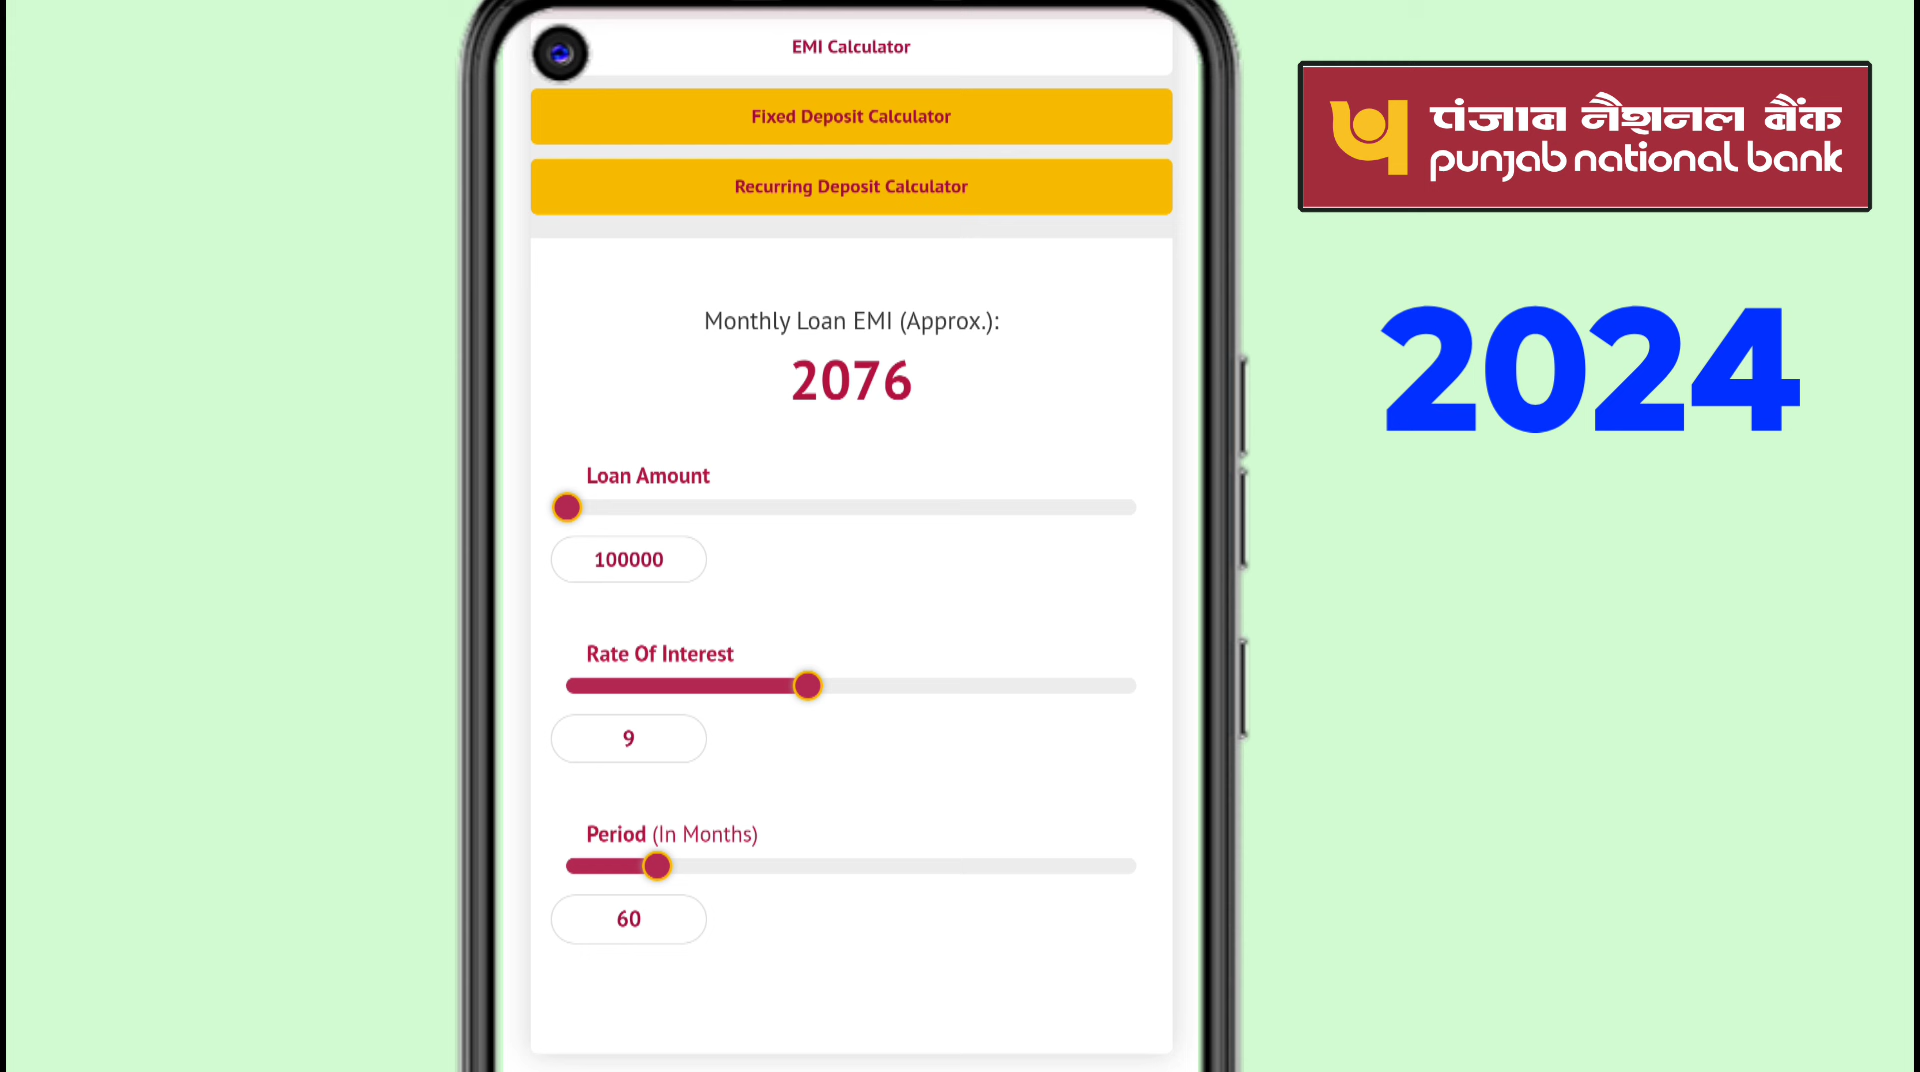 EMI Calculator
Fixed Deposit Calculator
Recurring Deposit Calculator
Monthly Loan EMI (Approx.):
2076
Loan Amount
100000
Rate Of Interest
9
Period (In Months)
60
पंजाब नैशनल बैंक
punjab national bank
2024